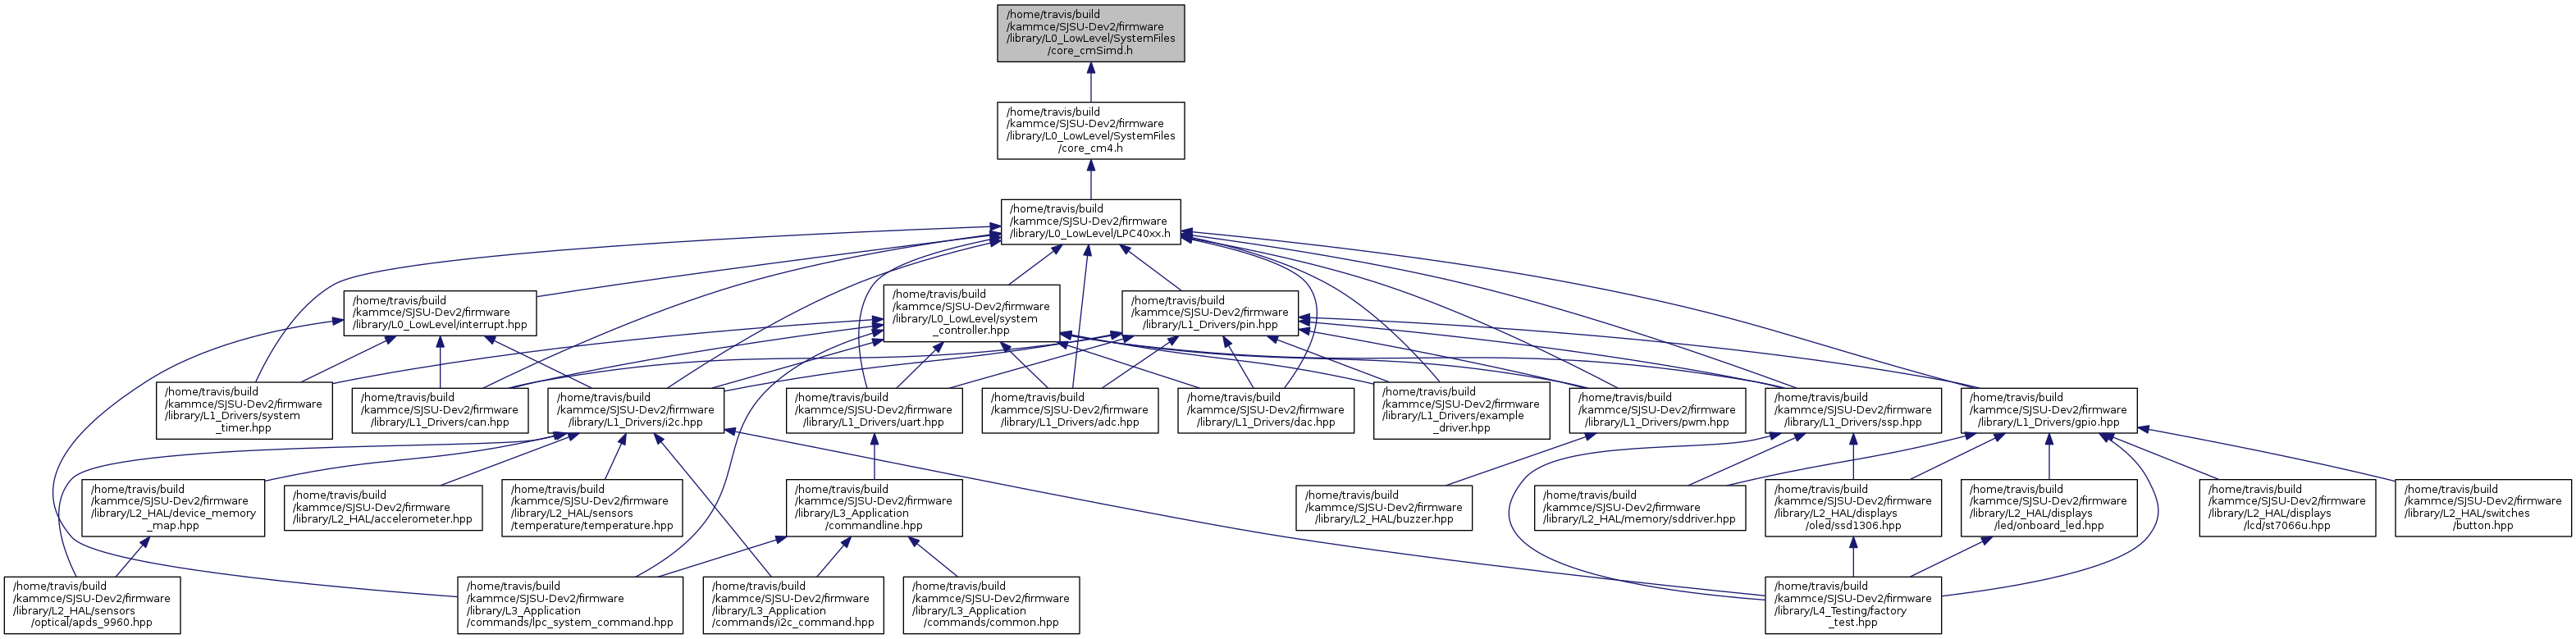 /home/travis/build
/kammce/SJSU-Dev2/firmware
/library/L0_LowLevel/SystemFiles
/core_cmSimd.h
/home/travis/build
/kammce/SJSU-Dev2/firmware
/library/L0_LowLevel/SystemFiles
/core_cm4.h
/home/travis/build
/kammce/SJSU-Dev2/firmware
/library/L0_LowLevel/LPC40xx.h
/home/travis/build
/kammce/SJSU-Dev2/firmware
/library/L0_LowLevel/interrupt.hpp
/home/travis/build
/kammce/SJSU-Dev2/firmware
/library/L0_LowLevel/system
_controller.hpp
/home/travis/build
/kammce/SJSU-Dev2/firmware
/library/L1_Drivers/pin.hpp
/home/travis/build
/kammce/SJSU-Dev2/firmware
/library/L1_Drivers/system
_timer.hpp
/home/travis/build
/kammce/SJSU-Dev2/firmware
/library/L1_Drivers/can.hpp
/home/travis/build
/kammce/SJSU-Dev2/firmware
/library/L1_Drivers/i2c.hpp
/home/travis/build
/kammce/SJSU-Dev2/firmware
/library/L1_Drivers/uart.hpp
/home/travis/build
/kammce/SJSU-Dev2/firmware
/library/L1_Drivers/adc.hpp
/home/travis/build
/kammce/SJSU-Dev2/firmware
/library/L1_Drivers/dac.hpp
/home/travis/build
/kammce/SJSU-Dev2/firmware
/library/L1_Drivers/example
_driver.hpp
/home/travis/build
/kammce/SJSU-Dev2/firmware
/library/L1_Drivers/pwm.hpp
/home/travis/build
/kammce/SJSU-Dev2/firmware
/library/L1_Drivers/ssp.hpp
/home/travis/build
/kammce/SJSU-Dev2/firmware
/library/L1_Drivers/gpio.hpp
/home/travis/build
/kammce/SJSU-Dev2/firmware
/library/L2_HAL/device_memory
_map.hpp
/home/travis/build
/kammce/SJSU-Dev2/firmware
/library/L2_HAL/accelerometer.hpp
/home/travis/build
/kammce/SJSU-Dev2/firmware
/library/L2_HAL/sensors
/temperature/temperature.hpp
/home/travis/build
/kammce/SJSU-Dev2/firmware
/library/L3_Application
/commandline.hpp
/home/travis/build
/kammce/SJSU-Dev2/firmware
/library/L2_HAL/buzzer.hpp
/home/travis/build
/kammce/SJSU-Dev2/firmware
/library/L2_HAL/memory/sddriver.hpp
/home/travis/build
/kammce/SJSU-Dev2/firmware
/library/L2_HAL/displays
/oled/ssd1306.hpp
/home/travis/build
/kammce/SJSU-Dev2/firmware
/library/L2_HAL/displays
/led/onboard_led.hpp
/home/travis/build
/kammce/SJSU-Dev2/firmware
/library/L2_HAL/displays
/lcd/st7066u.hpp
/home/travis/build
/kammce/SJSU-Dev2/firmware
/library/L2_HAL/switches
/button.hpp
/home/travis/build
/kammce/SJSU-Dev2/firmware
/library/L2_HAL/sensors
/optical/apds_9960.hpp
/home/travis/build
/kammce/SJSU-Dev2/firmware
/library/L3_Application
/commands/lpc_system_command.hpp
/home/travis/build
/kammce/SJSU-Dev2/firmware
/library/L3_Application
/commands/i2c_command.hpp
/home/travis/build
/kammce/SJSU-Dev2/firmware
/library/L3_Application
/commands/common.hpp
/home/travis/build
/kammce/SJSU-Dev2/firmware
/library/L4_Testing/factory
_test.hpp